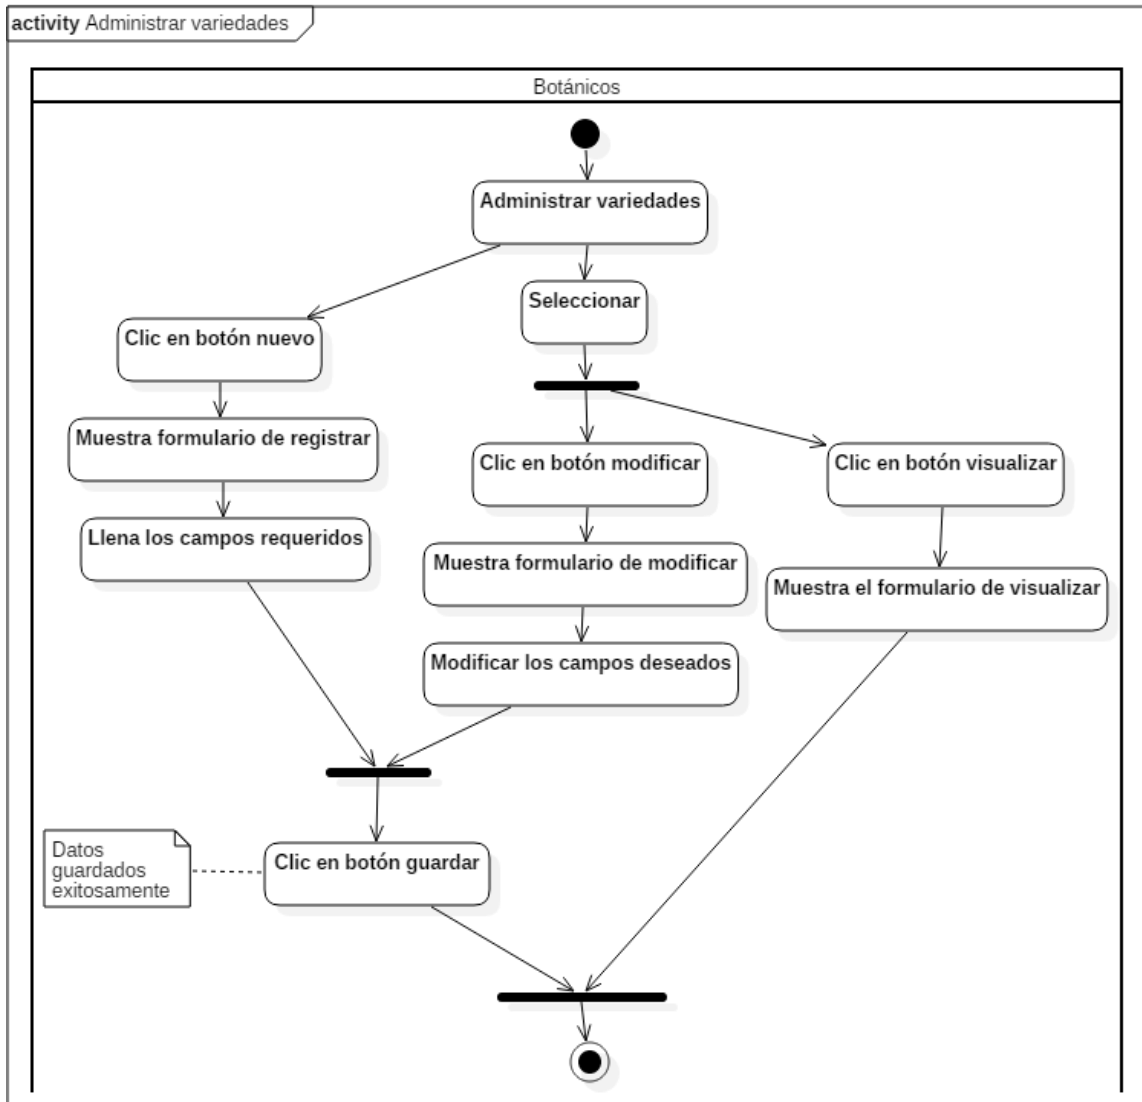 activity Administrar variedades
Botánicos
Administrar variedades
Seleccionar
Clic en botón nuevo
Muestra formulario de registrar
Clic en botón modificar
Clic en botón visualizar
Llena los campos requeridos
Muestra formulario de modificar
Muestra el formulario de visualizar
Modificar los campos deseados
Datos
guardados
exitosamente
Clic en botón guardar